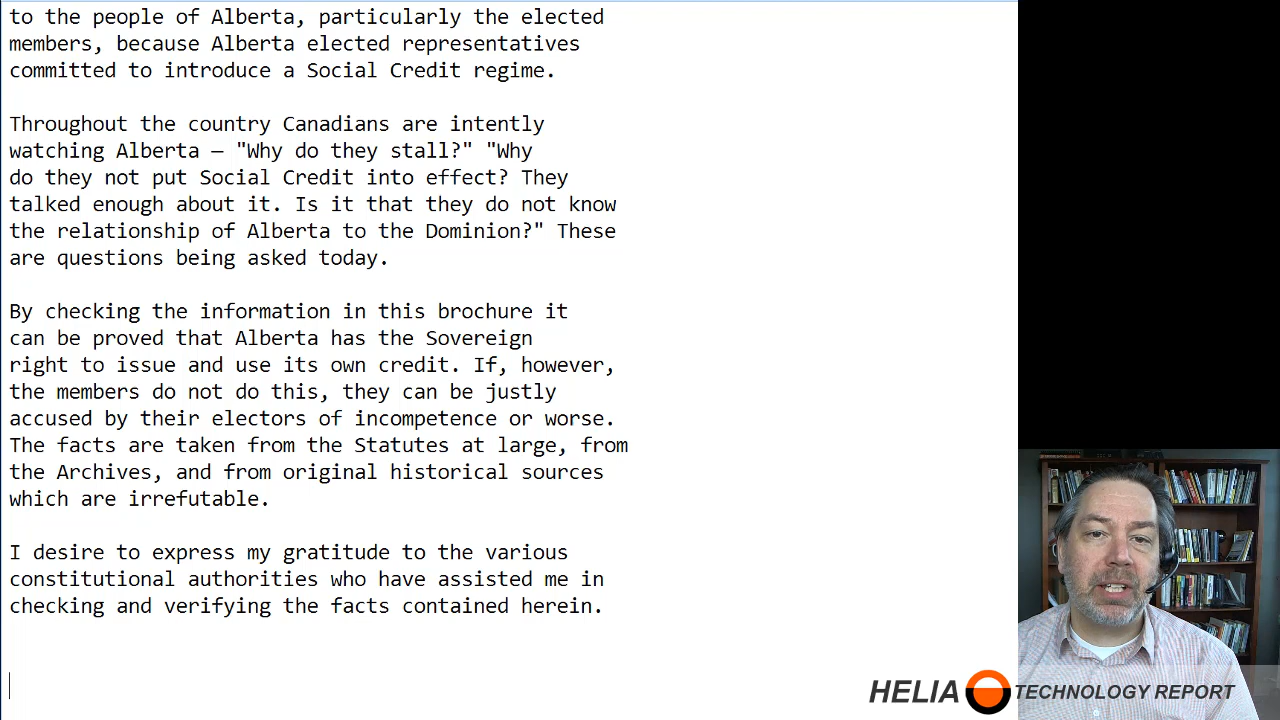 to the people of Alberta, particularly the elected
members, because Alberta elected representatives
committed to introduce a Social Credit regime.
Throughout the country Canadians are intently
watching Alberta — "Why do they stall?" "Why
do they not put Social Credit into effect? They
talked enough about it. Is it that they do not know
the relationship of Alberta to the Dominion?" These
are questions being asked today.
By checking the information in this brochure it
can be proved that Alberta has the Sovereign
right to issue and use its own credit. If, however,
the members do not do this, they can be justly
accused by their electors of incompetence or worse.
The facts are taken from the Statutes at large, from
the Archives, and from original historical sources
which are irrefutable.
I desire to express my gratitude to the various
constitutional authorities who have assisted me in
checking and verifying the facts contained herein.
HELIA TECHNOLOGY REPORT